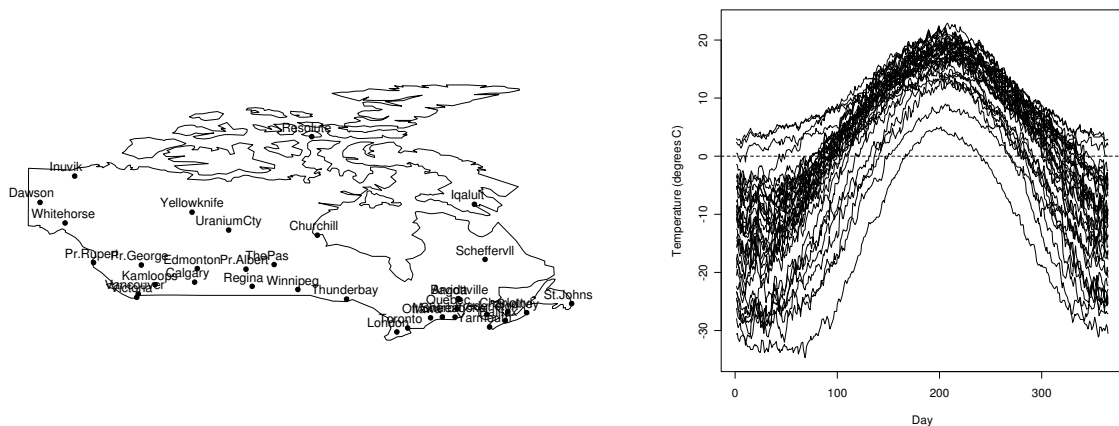 Resolute
Inuvik
Dawson
Whitehorse
Yellowknife
UraniumCty
Iqaluit
Churchill
Scheffervll
Pr.Rupert
Pr.George
Edmonton
Pr.Albert
ThePas
Kamloops
Calgary
Regina
Winnipeg
Vancouver
Victoria
Thunderbay
Quebec
St.Johns
London
Toronto
20
10
0
-10
-20
-30
Temperature (degrees C)
0
100
200
300
Day